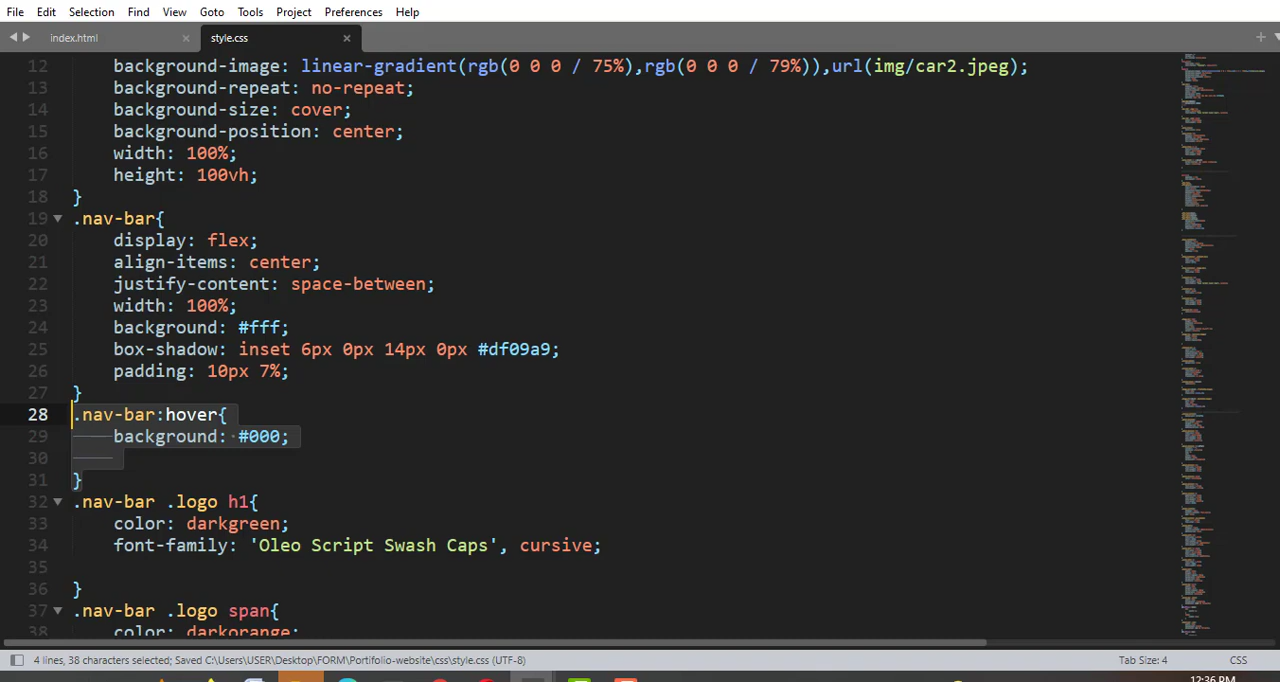 File Edit Selection Find View Goto Tools Project Preferences Help
index.html × style.css ×
12 background-image: linear-gradient(rgb(0 0 0 / 75%),rgb(0 0 0 / 79%)),url(img/car2.jpeg);
13 background-repeat: no-repeat;
14 background-size: cover;
15 background-position: center;
16 width: 100%;
17 height: 100vh;
18 }
19 .nav-bar{
20 display: flex;
21 align-items: center;
22 justify-content: space-between;
23 width: 100%;
24 background: #fff;
25 box-shadow: inset 6px 0px 14px 0px #df09a9;
26 padding: 10px 7%;
27 }
28 .nav-bar:hover{
29 background: #000;
30
31 }
32 .nav-bar .logo h1{
33 color: darkgreen;
34 font-family: 'Oleo Script Swash Caps', cursive;
35
36 }
37 .nav-bar .logo span{
38 color: darkorange;
4 lines, 38 characters selected; Saved C:\Users\USER\Desktop\FORM\Portifolio-website\css\style.css (UTF-8) Tab Size: 4 CSS
12:36 PM